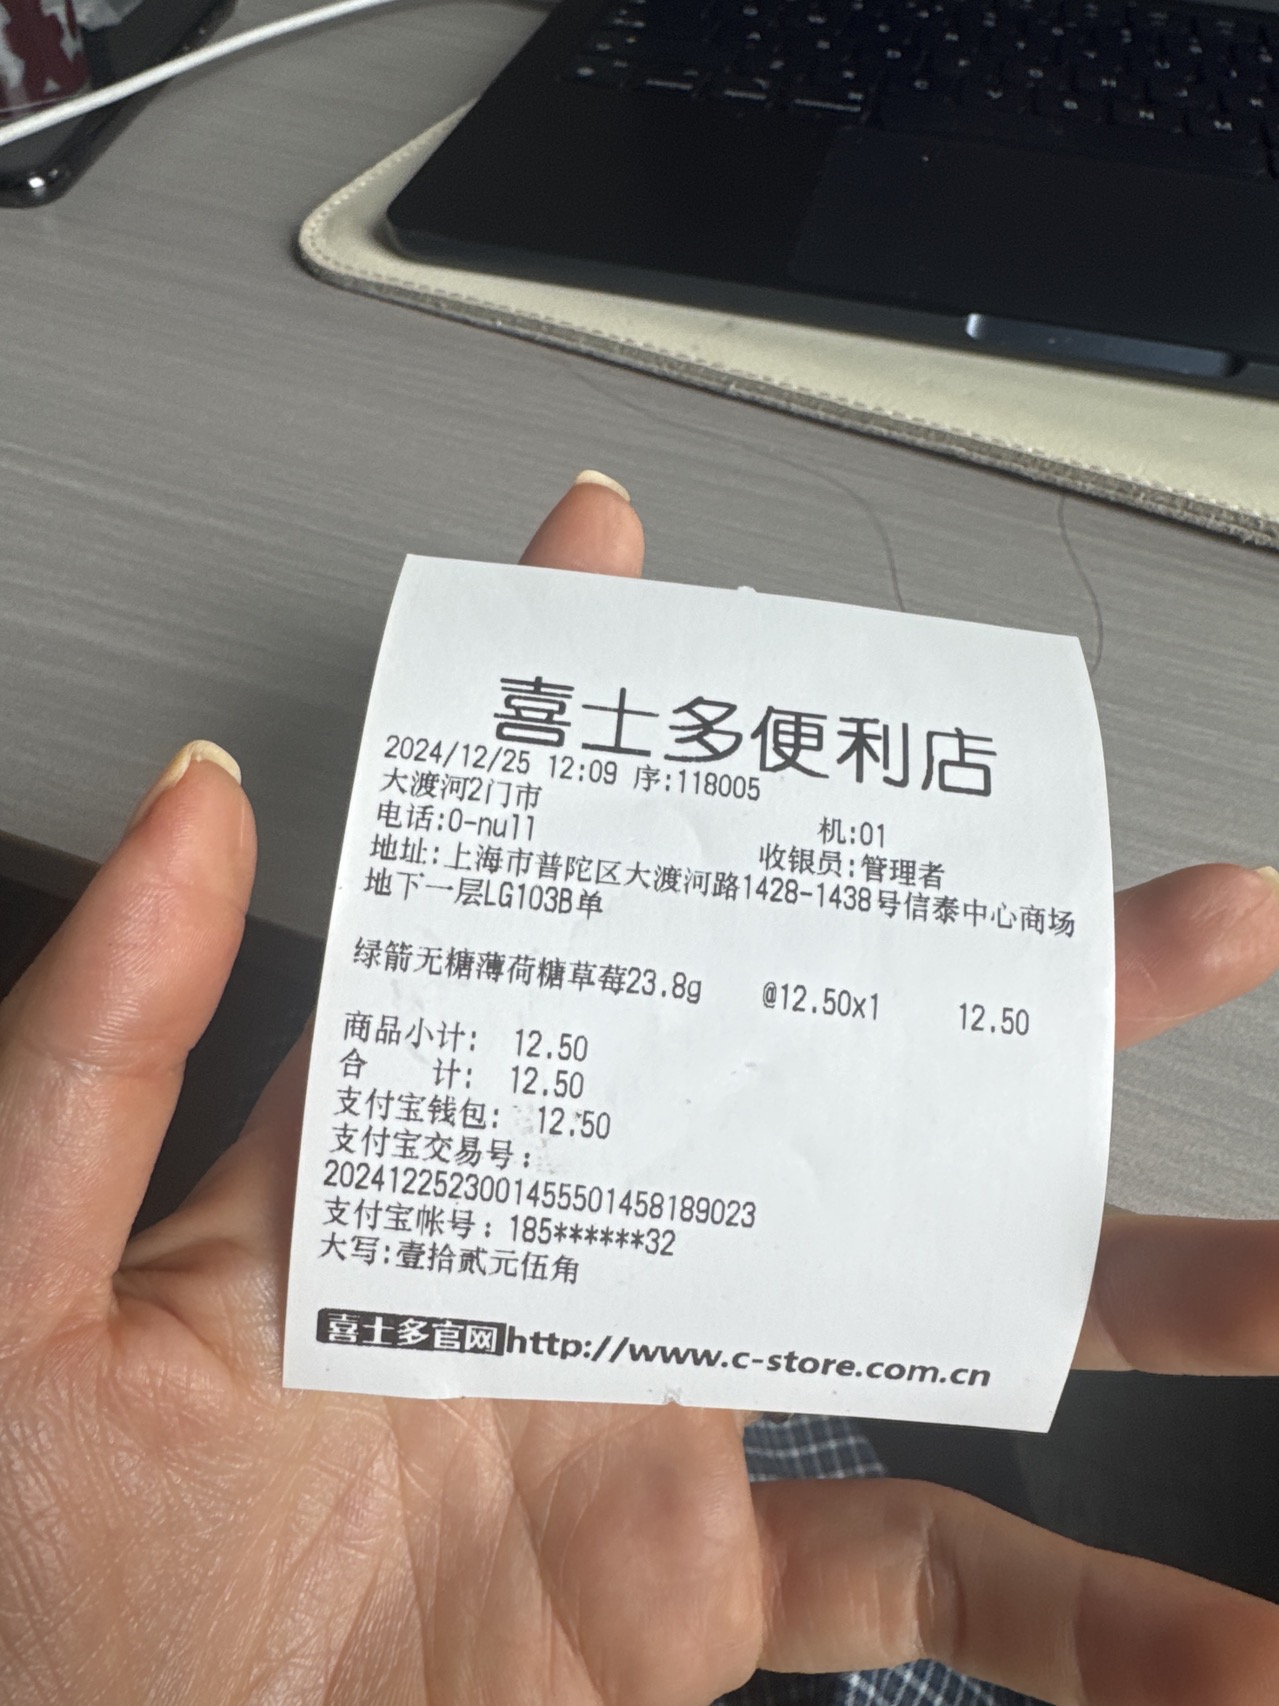 喜士多便利店
2024/12/25 12:09 序:118005
大渡河2门市 机:01
电话:0-null 收银员:管理者
地址:上海市普陀区大渡河路1428-1438号信泰中心商场
地下一层LG103B单
绿箭无糖薄荷糖草莓23.8g @12.50x1 12.50
商品小计: 12.50
合 计: 12.50
支付宝钱包: 12.50
支付宝交易号:
2024122523001455501458189023
支付宝帐号:185******32
大写:壹拾贰元伍角
喜士多官网http://www.c-store.com.cn